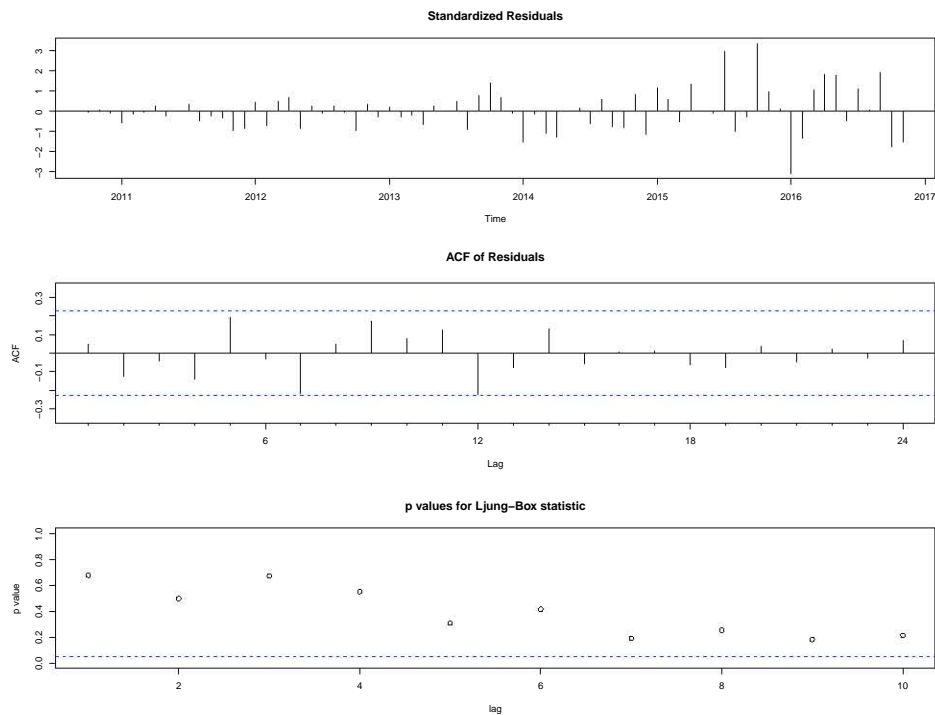 Standardized Residuals
3
2
1
0
−1
−2
−3
2011 2012 2013 2014 2015 2016 2017
Time
ACF of Residuals
ACF
0.3
0.1
−0.1
−0.3
6 12 18 24
Lag
p values for Ljung−Box statistic
p value
1.0
0.8
0.6
0.4
0.2
0.0
2 4 6 8 10
lag